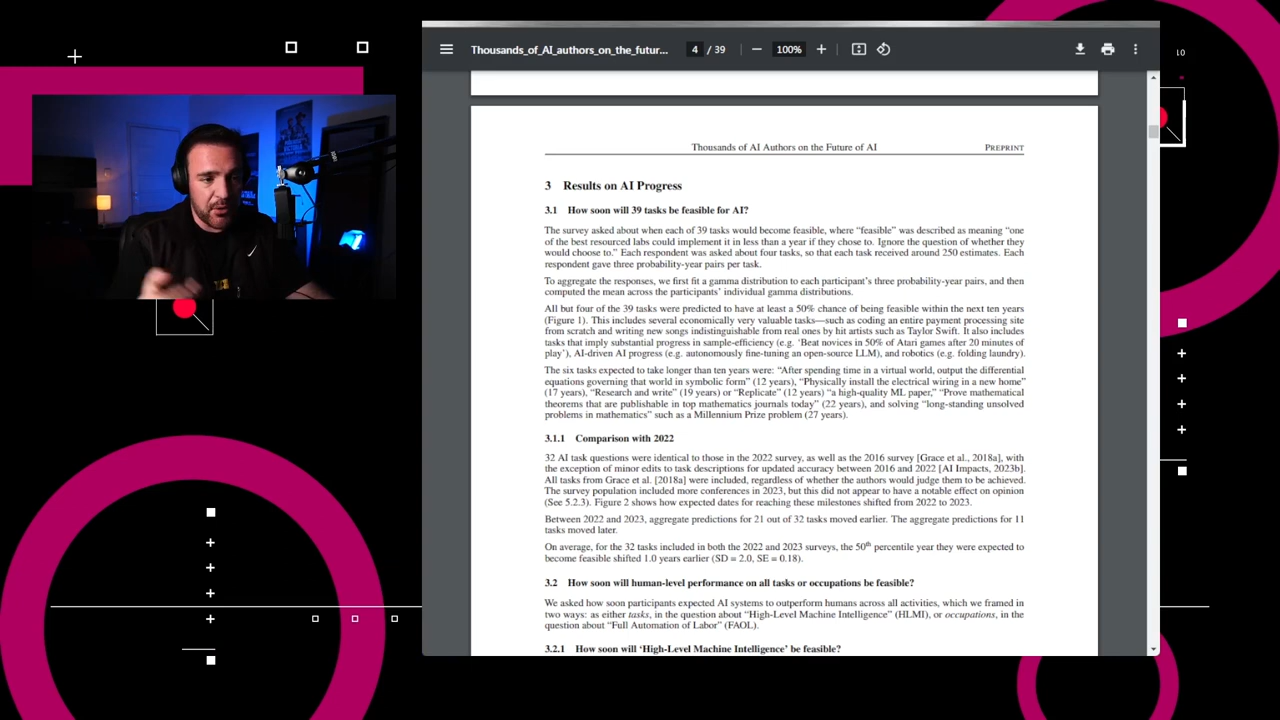 Thousands_of_AI_authors_on_the_futur...
4 / 39
100%
Thousands of AI Authors on the Future of AI
PREPRINT
3 Results on AI Progress
3.1 How soon will 39 tasks be feasible for AI?
The survey asked about when each of 39 tasks would become feasible, where “feasible” was described as meaning “one
of the best resourced labs could implement it in less than a year if they chose to. Ignore the question of whether they
would choose to.” Each respondent was asked about four tasks, so that each task received around 250 estimates. Each
respondent gave three probability-year pairs per task.
To aggregate the responses, we first fit a gamma distribution to each participant’s three probability-year pairs, and then
computed the mean across the participants’ individual gamma distributions.
All but four of the 39 tasks were predicted to have at least a 50% chance of being feasible within the next ten years
(Figure 1). This includes several economically very valuable tasks—such as coding an entire payment processing site
from scratch and writing new songs indistinguishable from real ones by hit artists such as Taylor Swift. It also includes
tasks that imply substantial progress in sample-efficiency (e.g. ‘Beat novices in 50% of Atari games after 20 minutes of
play’), AI-driven AI progress (e.g. autonomously fine-tuning an open-source LLM), and robotics (e.g. folding laundry).
The six tasks expected to take longer than ten years were: “After spending time in a virtual world, output the differential
equations governing that world in symbolic form” (12 years), “Physically install the electrical wiring in a new home”
(17 years), “Research and write” (19 years) or “Replicate” (12 years) “a high-quality ML paper,” “Prove mathematical
theorems that are publishable in top mathematics journals today” (22 years), and solving “long-standing unsolved
problems in mathematics” such as a Millennium Prize problem (27 years).
3.1.1 Comparison with 2022
32 AI task questions were identical to those in the 2022 survey, as well as the 2016 survey [Grace et al., 2018a], with
the exception of minor edits to task descriptions for updated accuracy between 2016 and 2022 [AI Impacts, 2023b].
All tasks from Grace et al. [2018a] were included, regardless of whether the authors would judge them to be achieved.
The survey population included more conferences in 2023, but this did not appear to have a notable effect on opinion
(See 5.2.3). Figure 2 shows how expected dates for reaching these milestones shifted from 2022 to 2023.
Between 2022 and 2023, aggregate predictions for 21 out of 32 tasks moved earlier. The aggregate predictions for 11
tasks moved later.
On average, for the 32 tasks included in both the 2022 and 2023 surveys, the 50th percentile year they were expected to
become feasible shifted 1.0 years earlier (SD = 2.0, SE = 0.18).
3.2 How soon will human-level performance on all tasks or occupations be feasible?
We asked how soon participants expected AI systems to outperform humans across all activities, which we framed in
two ways: as either tasks, in the question about “High-Level Machine Intelligence” (HLMI), or occupations, in the
question about “Full Automation of Labor” (FAOL).
3.2.1 How soon will ‘High-Level Machine Intelligence’ be feasible?